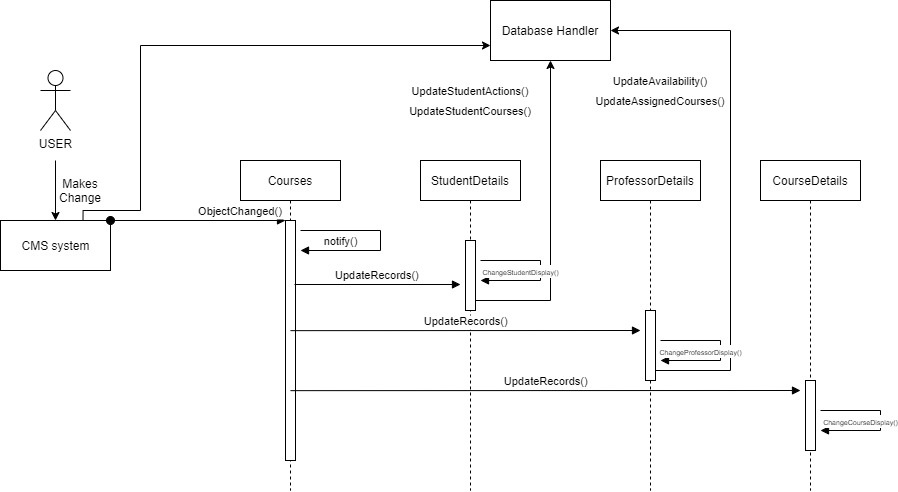 Database Handler
UpdateStudentActions()
UpdateStudentCourses()
UpdateAvailability()
UpdateAssignedCourses()
USER
Makes
Change
Courses
StudentDetails
ProfessorDetails
CourseDetails
ObjectChanged()
CMS system
notify()
UpdateRecords()
ChangeStudentDisplay()
UpdateRecords()
ChangeProfessorDisplay()
UpdateRecords()
ChangeCourseDisplay()